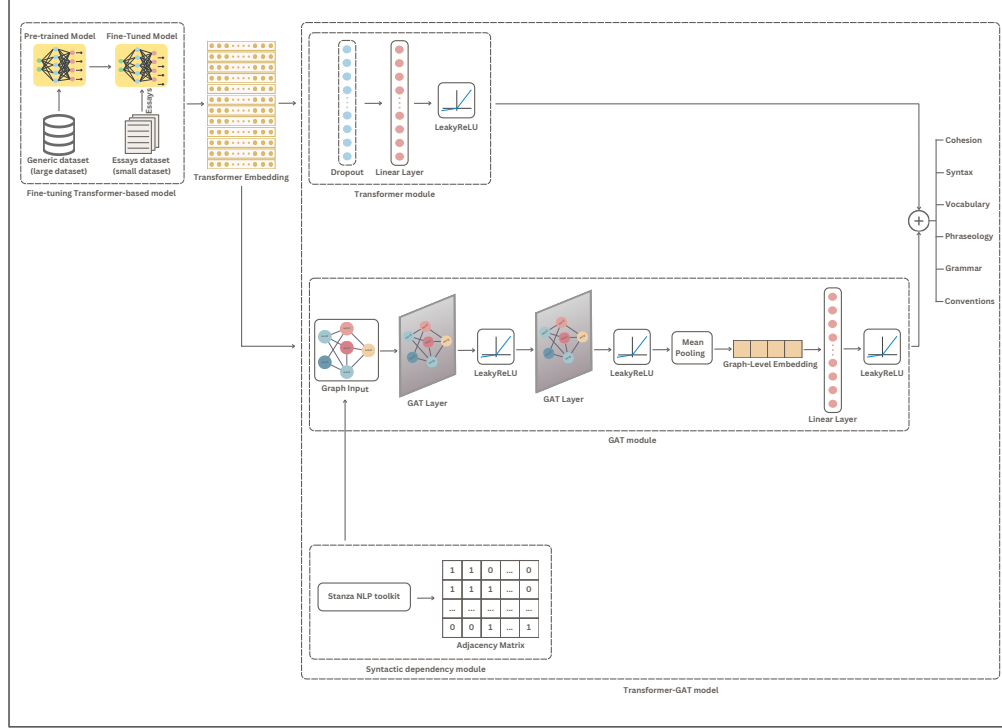 Pre-trained Model
Fine-Tuned Model
Essays
Generic dataset
(large dataset)
Essays dataset
(small dataset)
Fine-tuning Transformer-based model
Transformer Embedding
Dropout
Linear Layer
LeakyReLU
Transformer module
Cohesion
Syntax
Vocabulary
Phraseology
Grammar
Conventions
Graph Input
GAT Layer
LeakyReLU
GAT Layer
LeakyReLU
Mean
Pooling
Graph-Level Embedding
Linear Layer
LeakyReLU
GAT module
Stanza NLP toolkit
1 1 0 ... 0
1 1 1 ... 0
... ... ... ... ...
0 0 1 ... 1
Adjacency Matrix
Syntactic dependency module
Transformer-GAT model